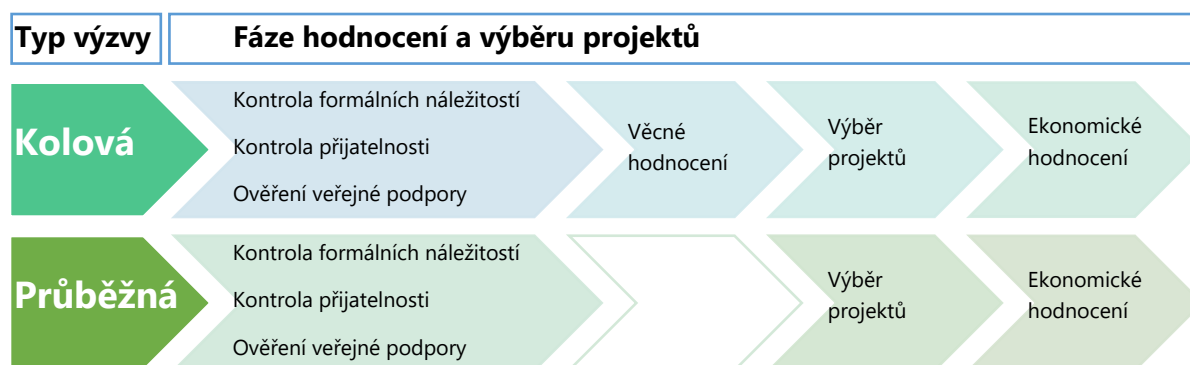 Typ výzvy
Fáze hodnocení a výběru projektů
Kolová
Kontrola formálních náležitostí
Kontrola přijatelnosti
Ověření veřejné podpory
Věcné
hodnocení
Výběr
projektů
Ekonomické
hodnocení
Průběžná
Kontrola formálních náležitostí
Kontrola přijatelnosti
Ověření veřejné podpory
Výběr
projektů
Ekonomické
hodnocení